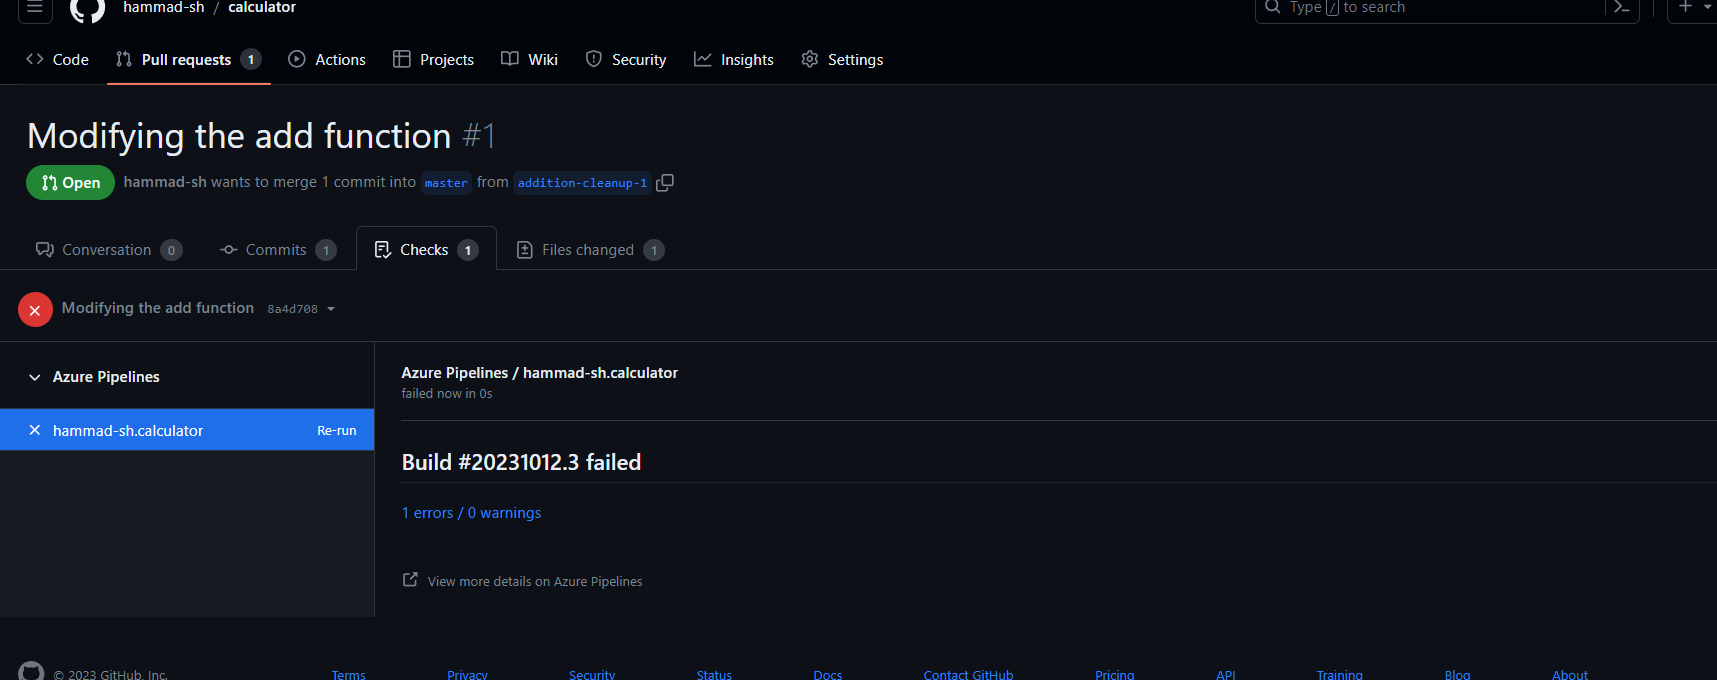 hammad-sh / calculator
Type / to search
Code Pull requests 1 Actions Projects Wiki Security Insights Settings
Modifying the add function #1
Open hammad-sh wants to merge 1 commit into master from addition-cleanup-1
Conversation 0 Commits 1 Checks 1 Files changed 1
Modifying the add function 8a4d708
Azure Pipelines
hammad-sh.calculator Re-run
Azure Pipelines / hammad-sh.calculator
failed now in 0s
Build #20231012.3 failed
1 errors / 0 warnings
View more details on Azure Pipelines
© 2023 GitHub, Inc. Terms Privacy Security Status Docs Contact GitHub Pricing API Training Blog About